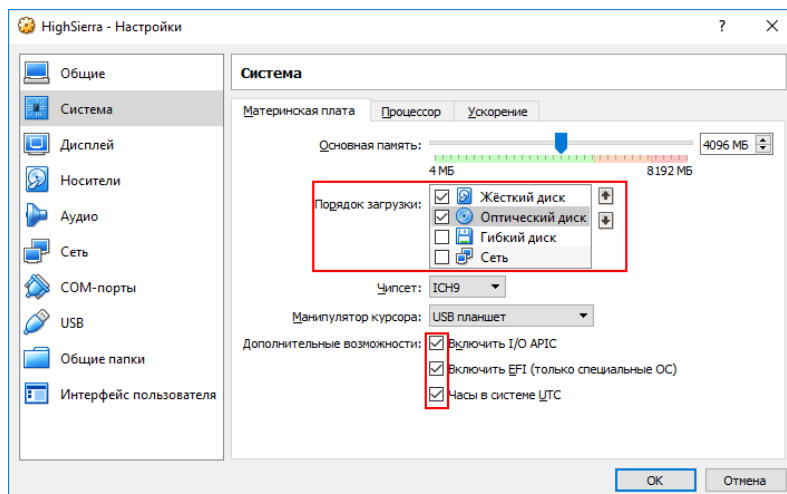 HighSierra - Настройки
?
Общие
Система
Дисплей
Носители
Аудио
Сеть
COM-порты
USB
Общие папки
Интерфейс пользователя
Система
Материнская плата
Процессор
Ускорение
Основная память:
4096 МБ
4 МБ
8192 МБ
Порядок загрузки:
Жёсткий диск
Оптический диск
Гибкий диск
Сеть
Чипсет:
ICH9
Манипулятор курсора:
USB планшет
Дополнительные возможности:
Включить I/O APIC
Включить EFI (только специальные ОС)
Часы в системе UTC
OK
Отмена